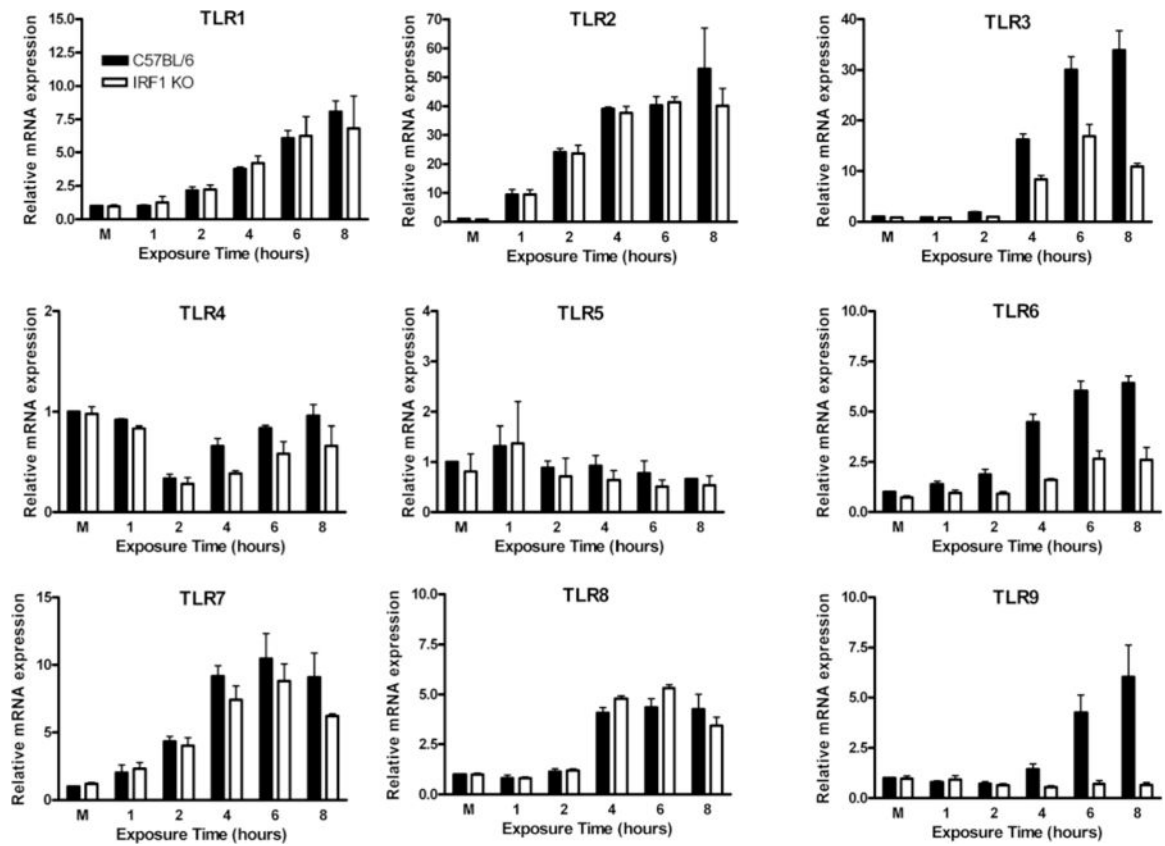 TLR1
Relative mRNA expression
15.0
12.5
10.0
7.5
5.0
2.5
0.0
C57BL/6
IRF1 KO
M 1 2 4 6 8
Exposure Time (hours)
TLR2
Relative mRNA expression
70
60
50
40
30
20
10
0
M 1 2 4 6 8
Exposure Time (hours)
TLR3
Relative mRNA expression
40
30
20
10
0
M 1 2 4 6 8
Exposure Time (hours)
TLR4
Relative mRNA expression
2
1
0
M 1 2 4 6 8
Exposure Time (hours)
TLR5
Relative mRNA expression
4
3
2
1
0
M 1 2 4 6 8
Exposure Time (hours)
TLR6
Relative mRNA expression
10.0
7.5
5.0
2.5
0.0
M 1 2 4 6 8
Exposure Time (hours)
TLR7
Relative mRNA expression
15
10
5
0
M 1 2 4 6 8
Exposure Time (hours)
TLR8
Relative mRNA expression
10.0
7.5
5.0
2.5
0.0
M 1 2 4 6 8
Exposure Time (hours)
TLR9
Relative mRNA expression
10.0
7.5
5.0
2.5
0.0
M 1 2 4 6 8
Exposure Time (hours)